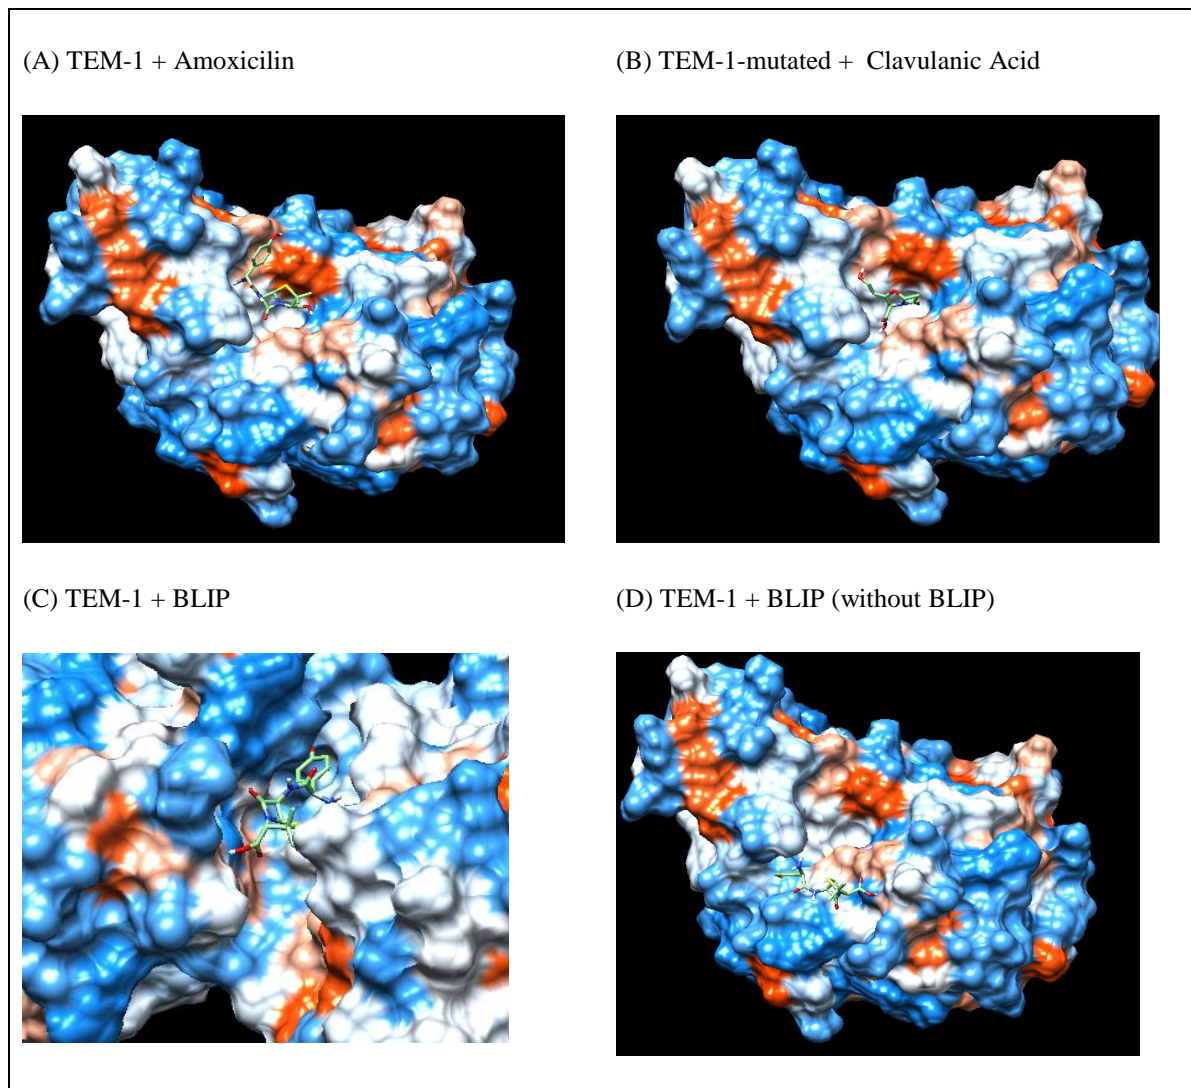 (A) TEM-1 + Amoxicilin
(B) TEM-1-mutated + Clavulanic Acid
(C) TEM-1 + BLIP
(D) TEM-1 + BLIP (without BLIP)